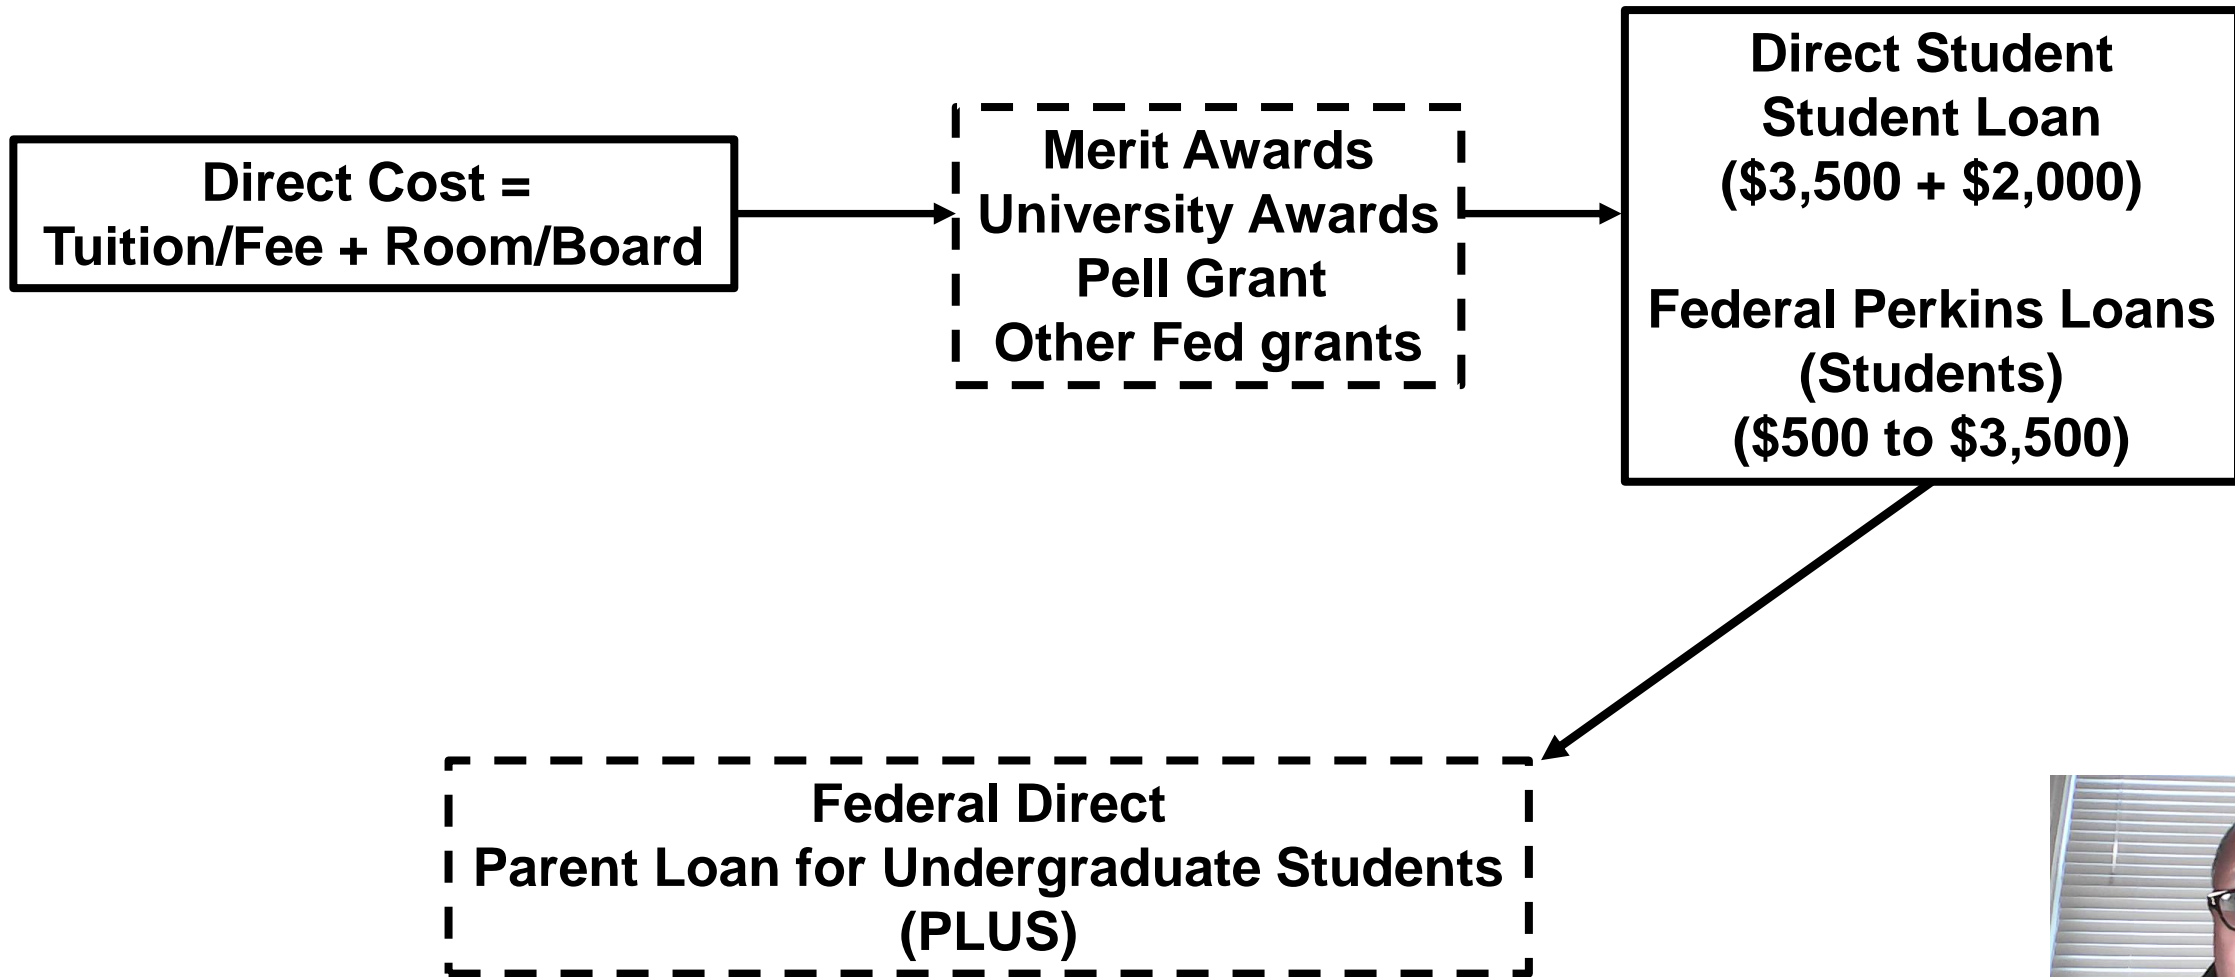 Direct Cost =
Tuition/Fee + Room/Board
Merit Awards
University Awards
Pell Grant
Other Fed grants
Direct Student
Student Loan
($3,500 + $2,000)
Federal Perkins Loans
(Students)
($500 to $3,500)
Federal Direct
Parent Loan for Undergraduate Students
(PLUS)